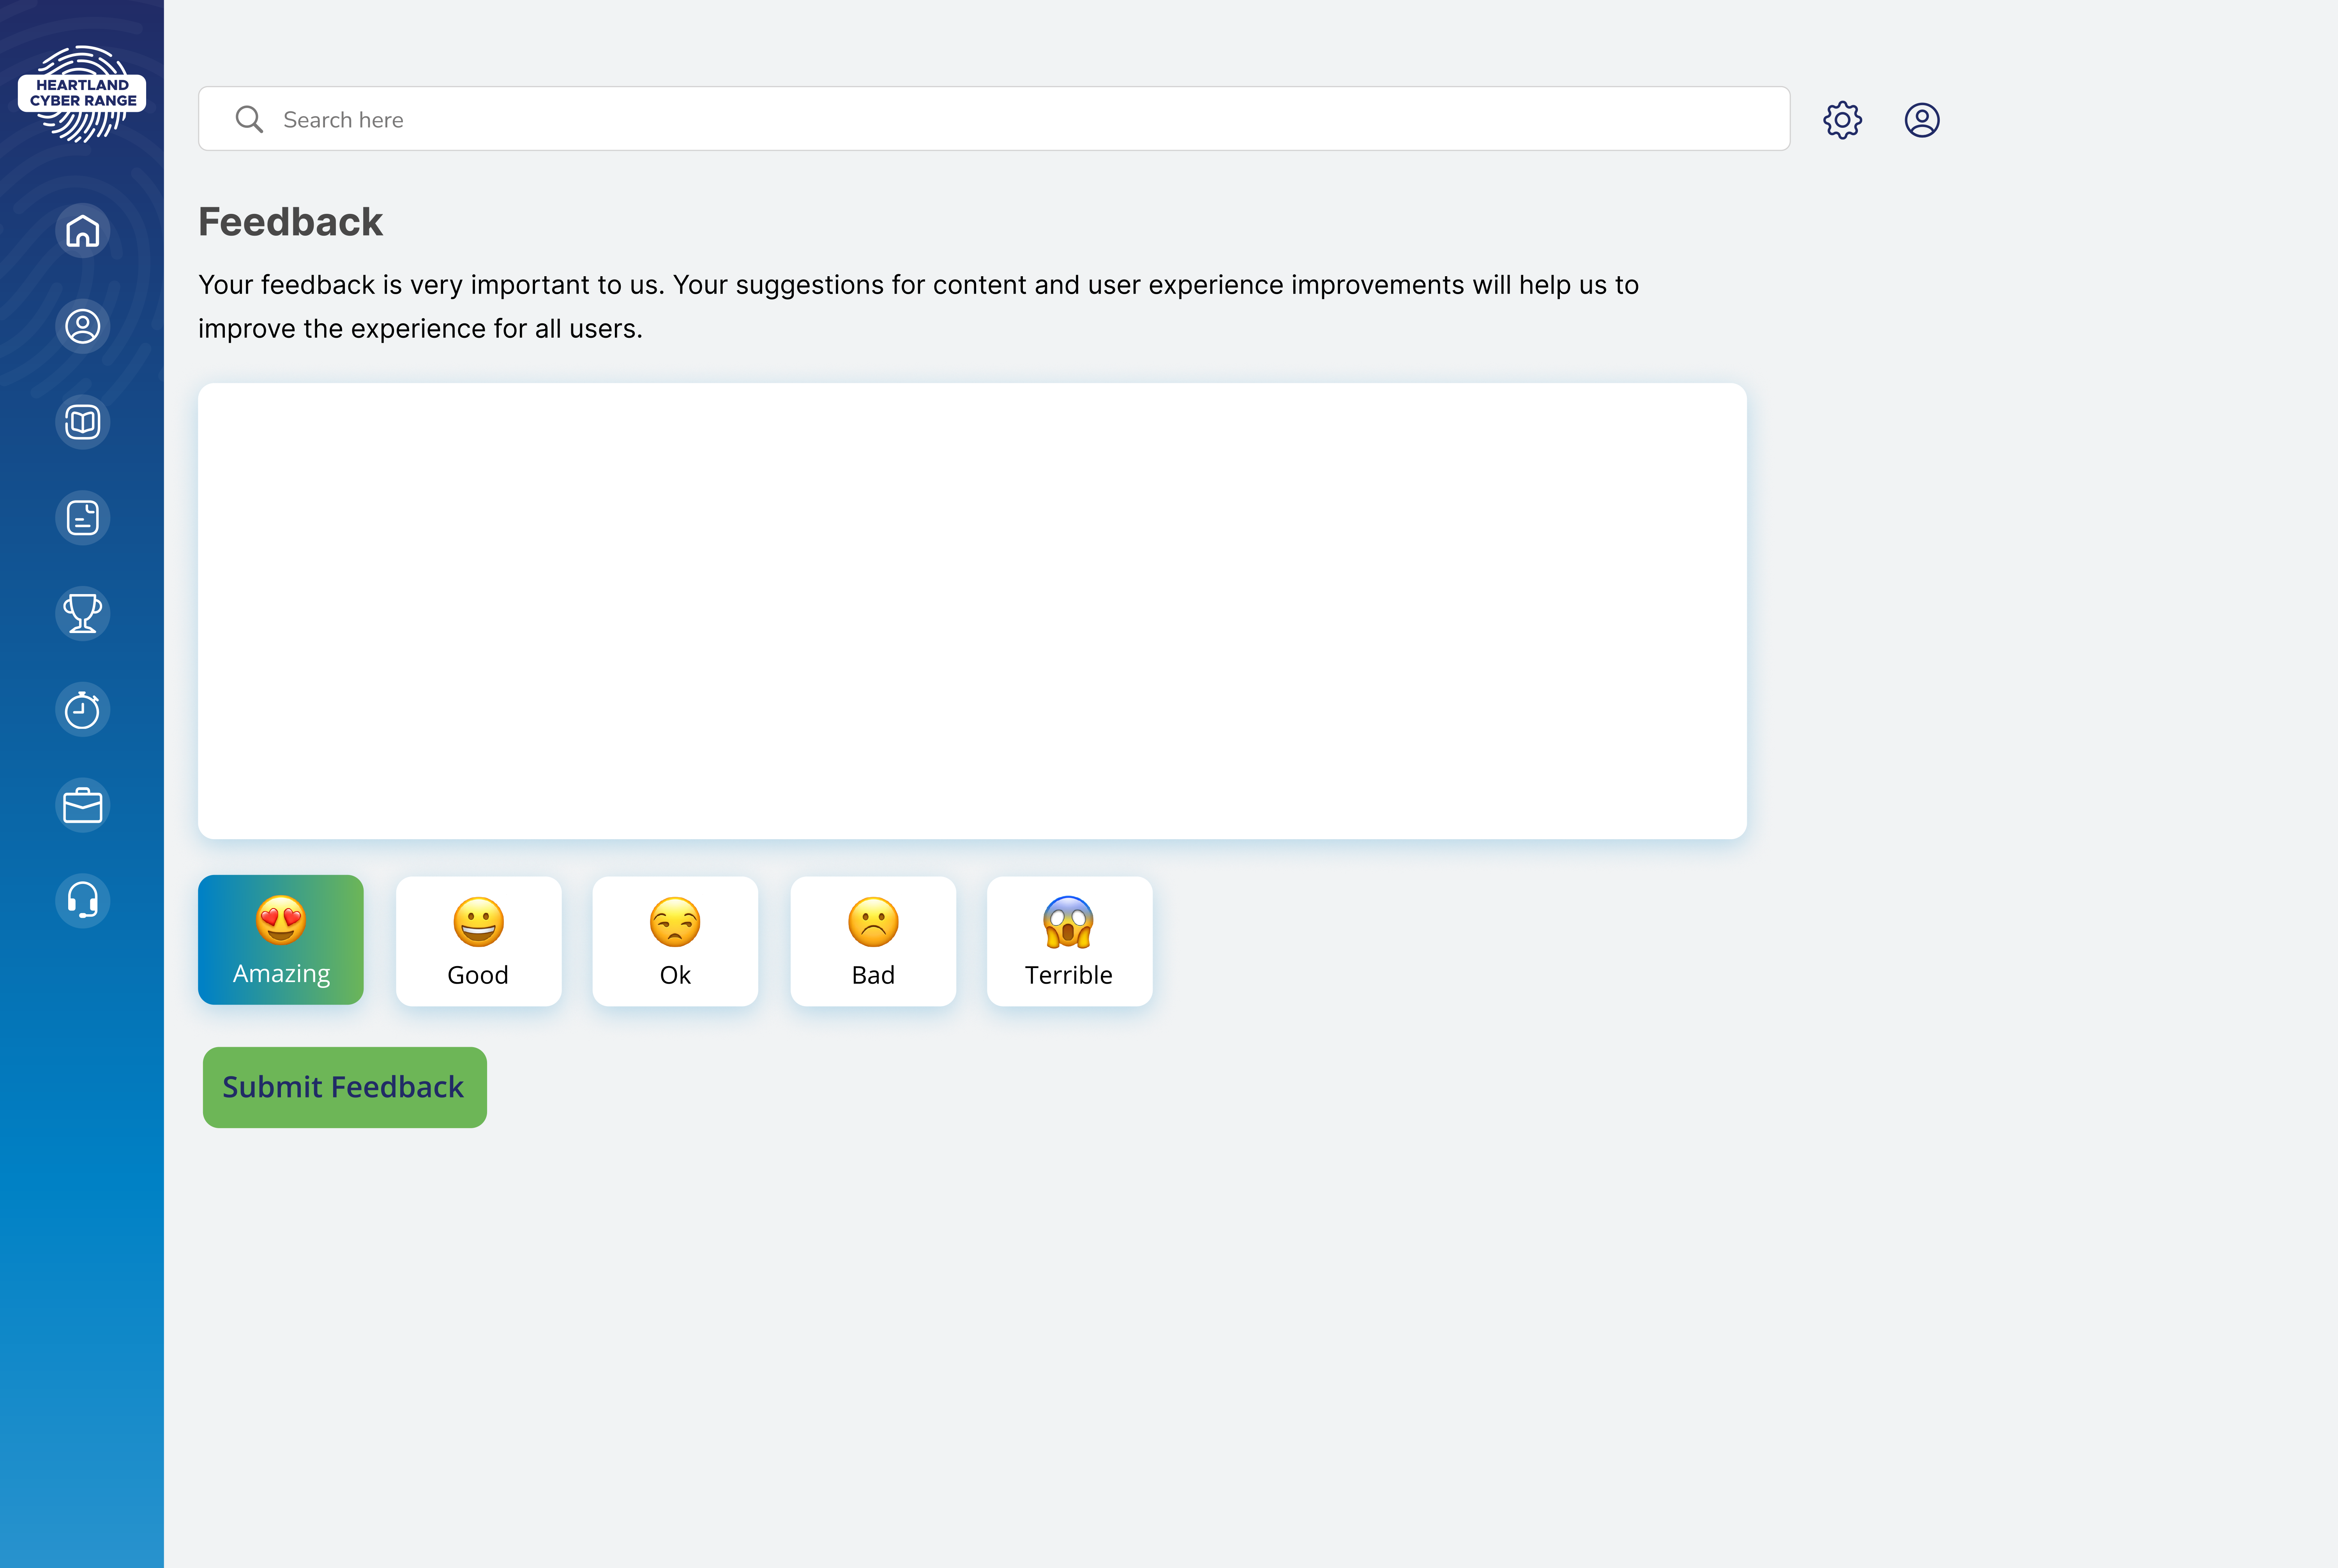 HEARTLAND
CYBER RANGE
Search here
Feedback
Your feedback is very important to us. Your suggestions for content and user experience improvements will help us to
improve the experience for all users.
Amazing
Good
Ok
Bad
Terrible
Submit Feedback